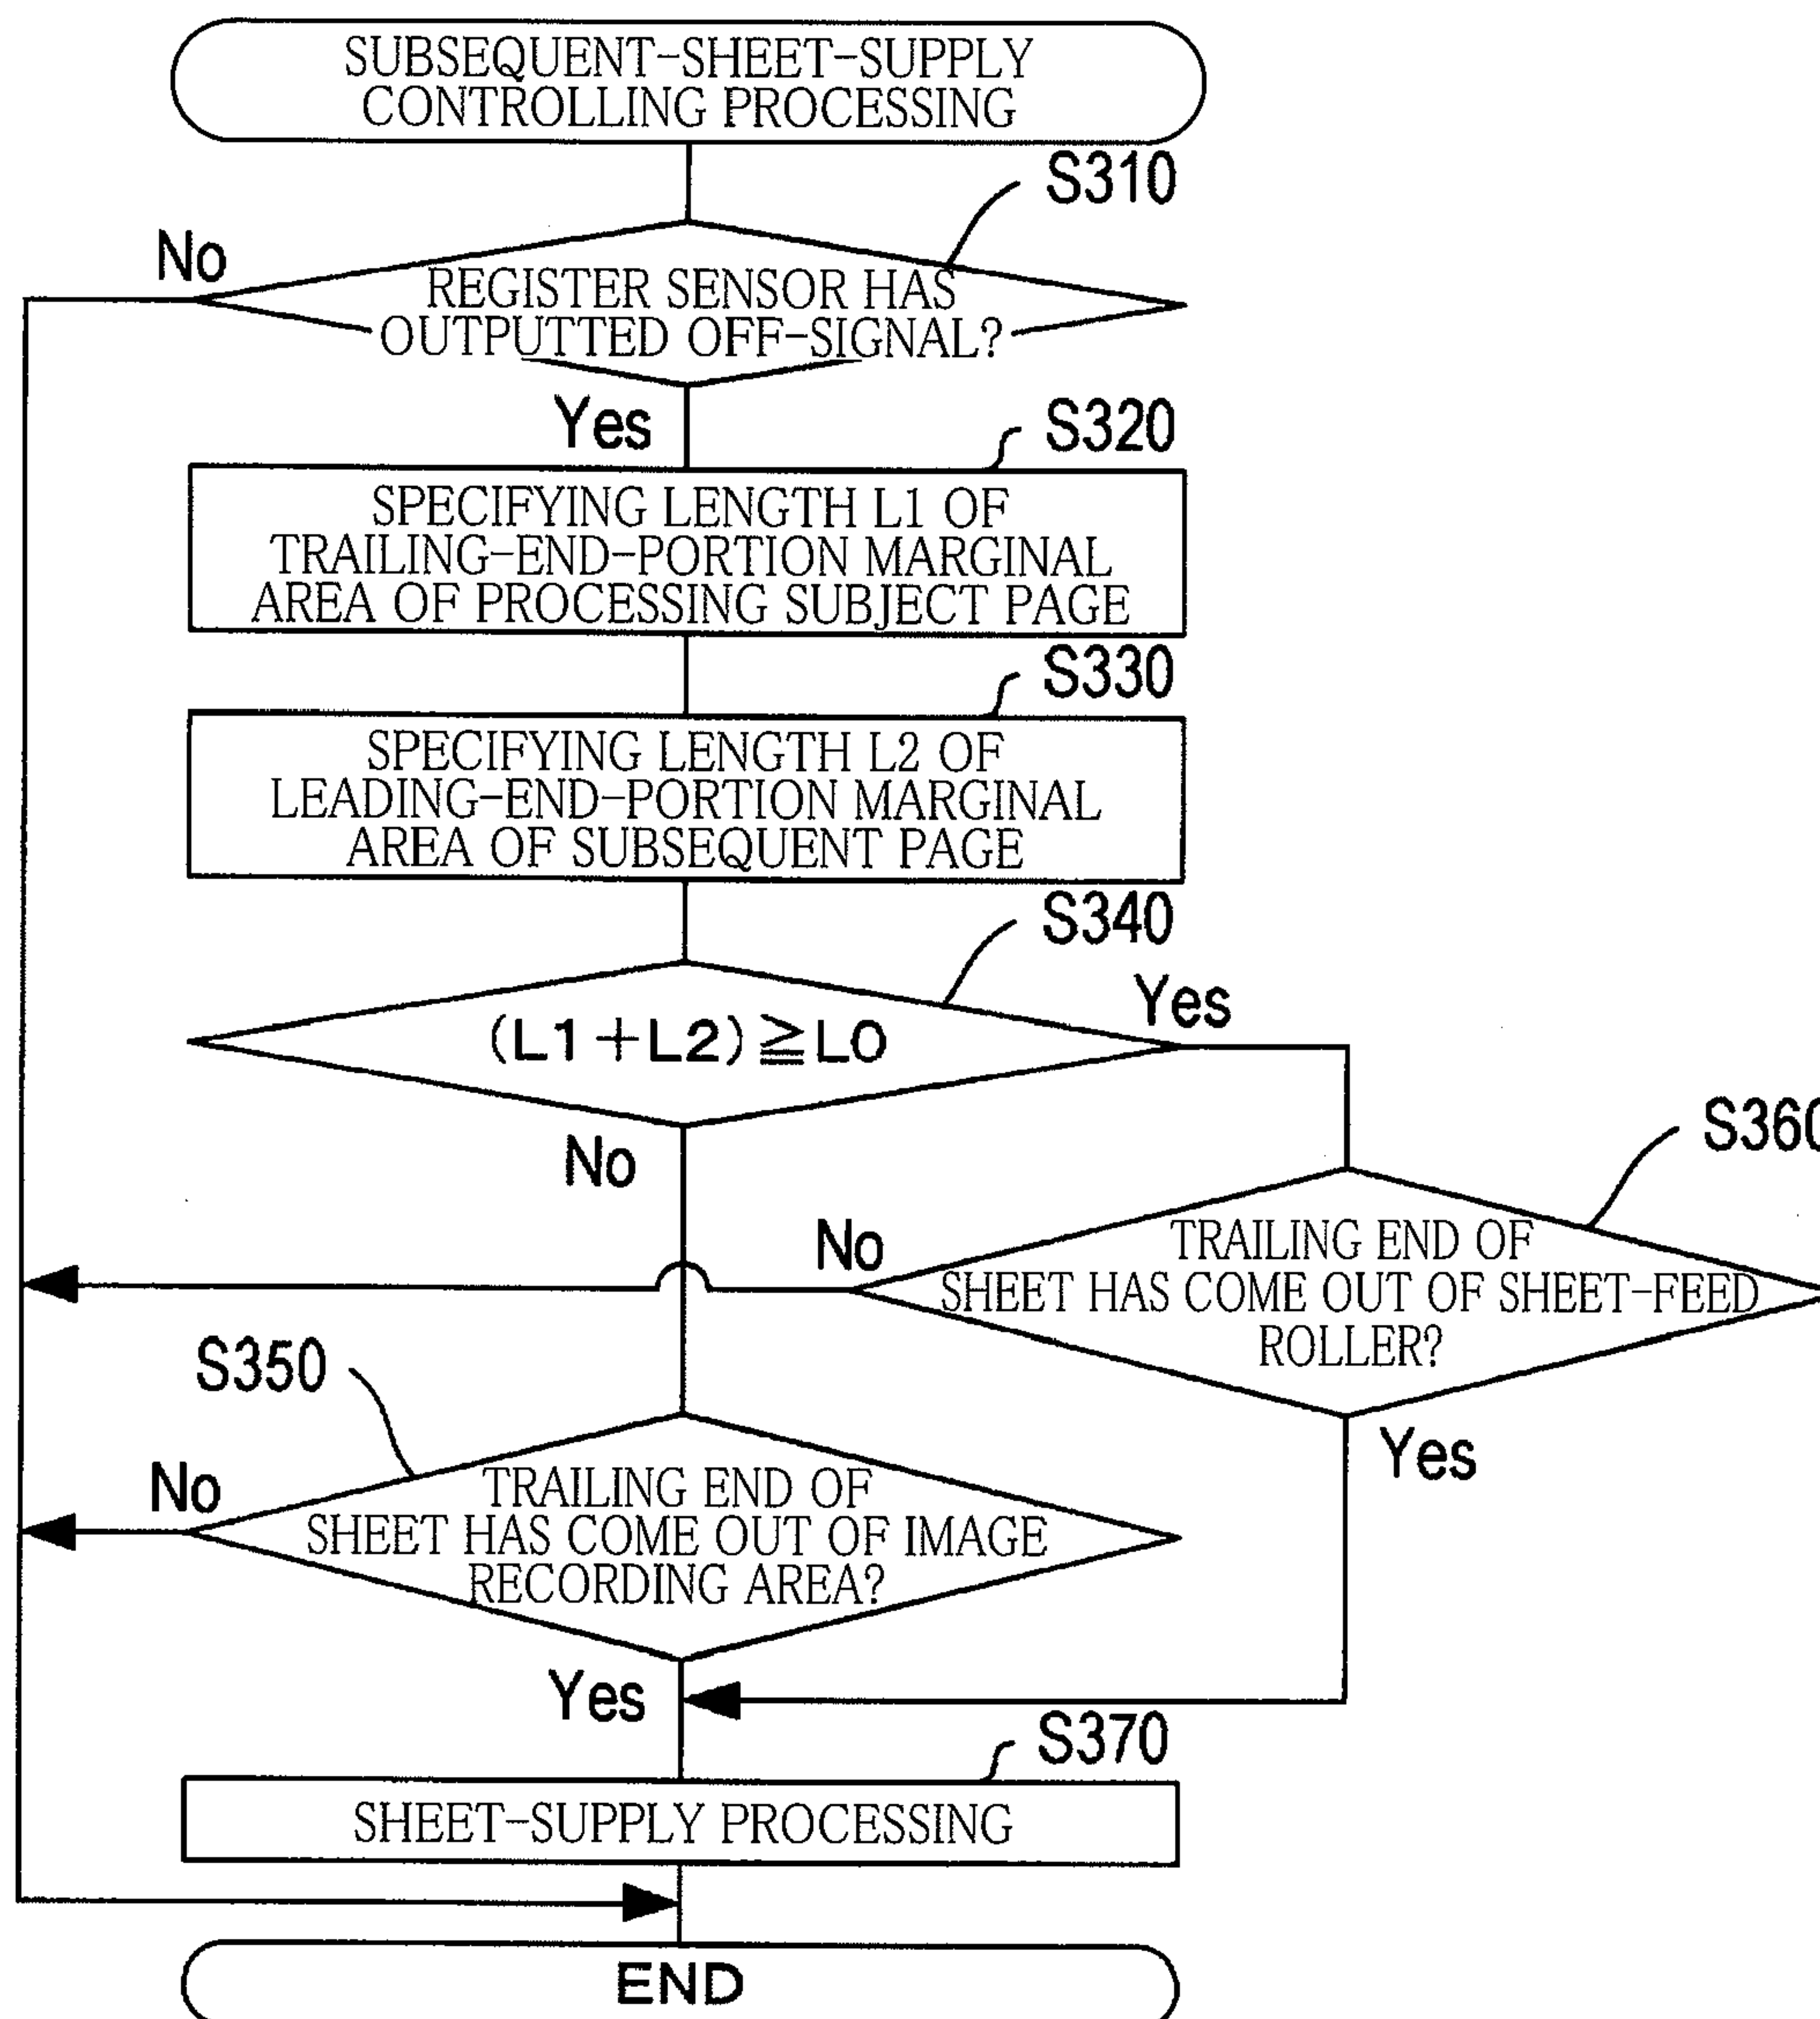 SUBSEQUENT-SHEET-SUPPLY
CONTROLLING PROCESSING
S310
No
REGISTER SENSOR HAS
OUTPUTTED OFF-SIGNAL?
Yes
S320
SPECIFYING LENGTH L1 OF
TRAILING-END-PORTION MARGINAL
AREA OF PROCESSING SUBJECT PAGE
S330
SPECIFYING LENGTH L2 OF
LEADING-END-PORTION MARGINAL
AREA OF SUBSEQUENT PAGE
S340
Yes
(L1+L2)≧L0
No
S360
TRAILING END OF
SHEET HAS COME OUT OF SHEET-FEED
ROLLER?
No
Yes
S350
No
TRAILING END OF
SHEET HAS COME OUT OF IMAGE
RECORDING AREA?
Yes
S370
SHEET-SUPPLY PROCESSING
END